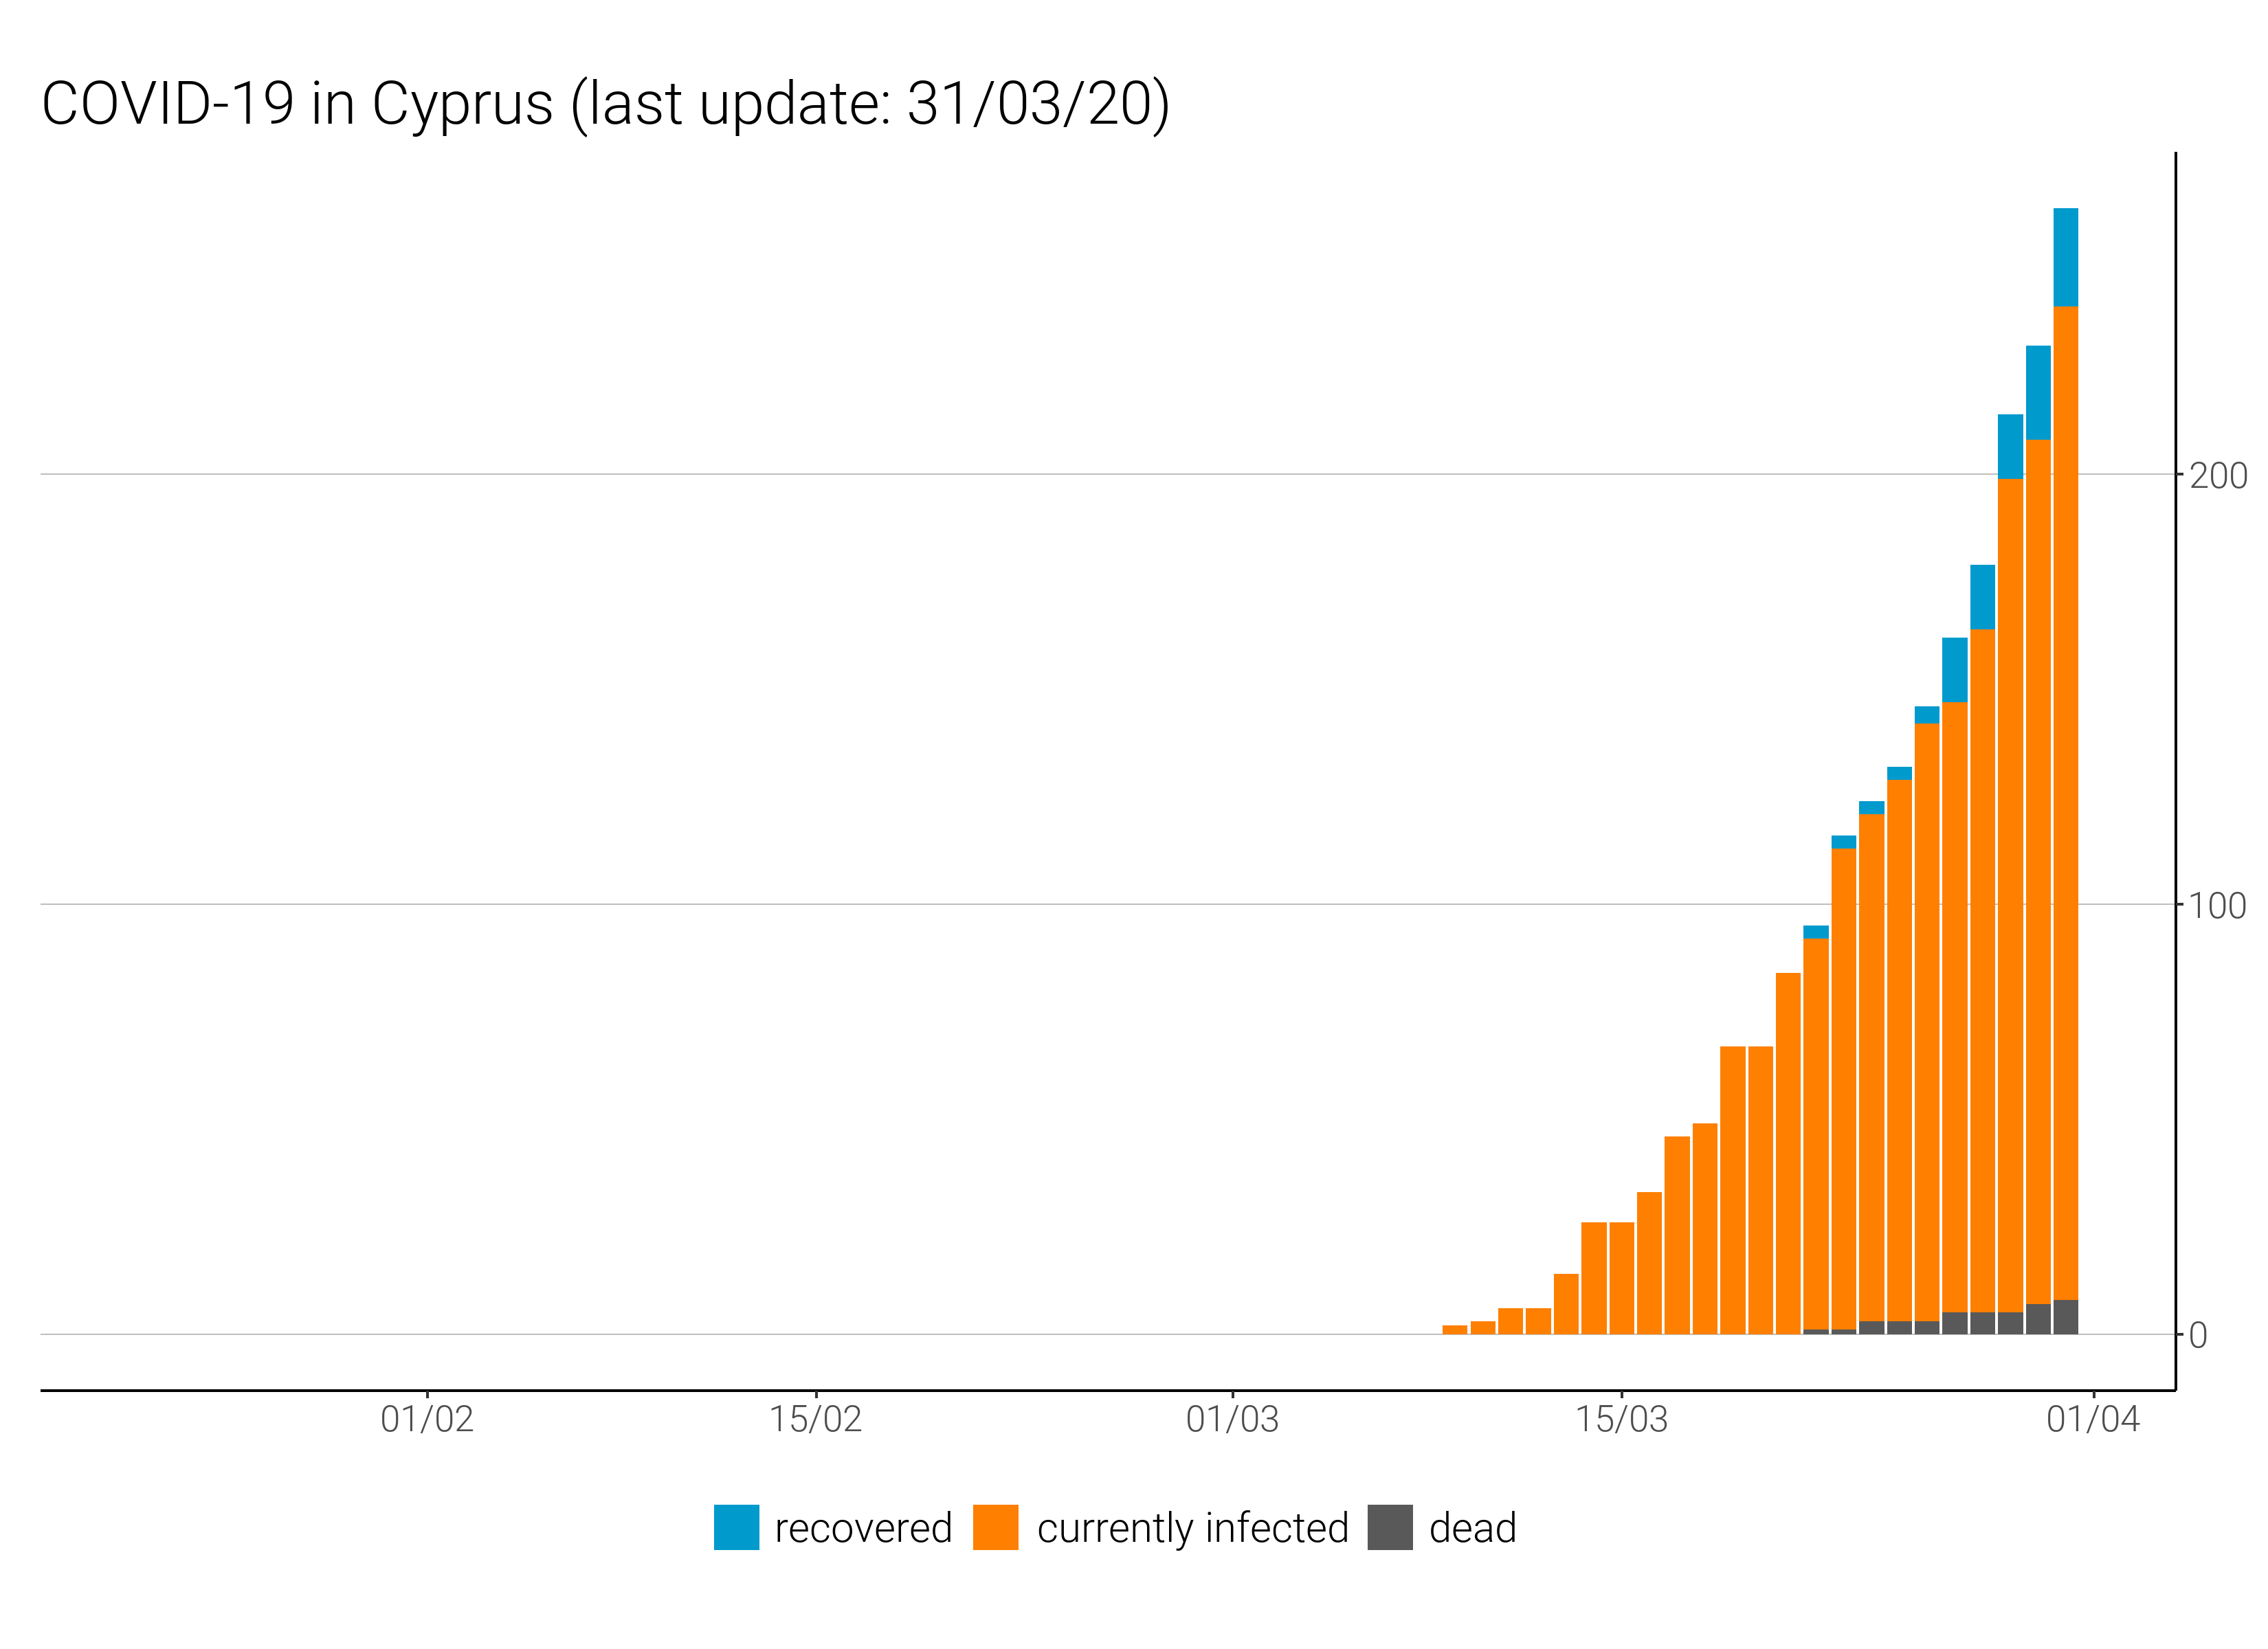 COVID-19 in Cyprus (last update: 31/03/20)
200
100
0
01/02 15/02 01/03 15/03 01/04
recovered currently infected dead